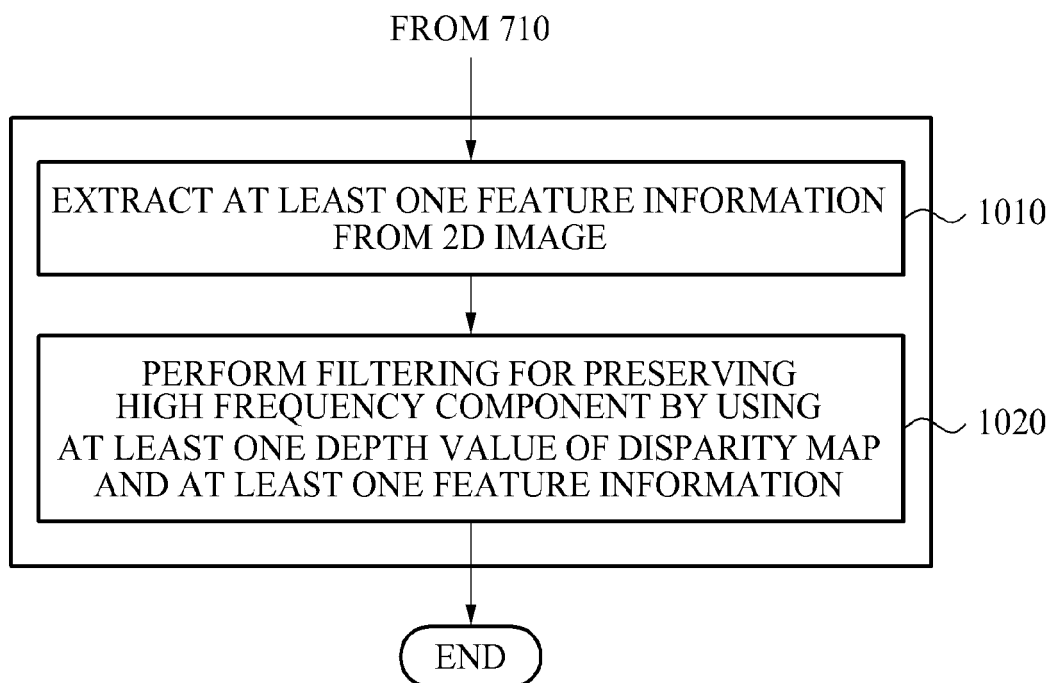 FROM 710
EXTRACT AT LEAST ONE FEATURE INFORMATION
FROM 2D IMAGE
1010
PERFORM FILTERING FOR PRESERVING
HIGH FREQUENCY COMPONENT BY USING
AT LEAST ONE DEPTH VALUE OF DISPARITY MAP
AND AT LEAST ONE FEATURE INFORMATION
1020
END